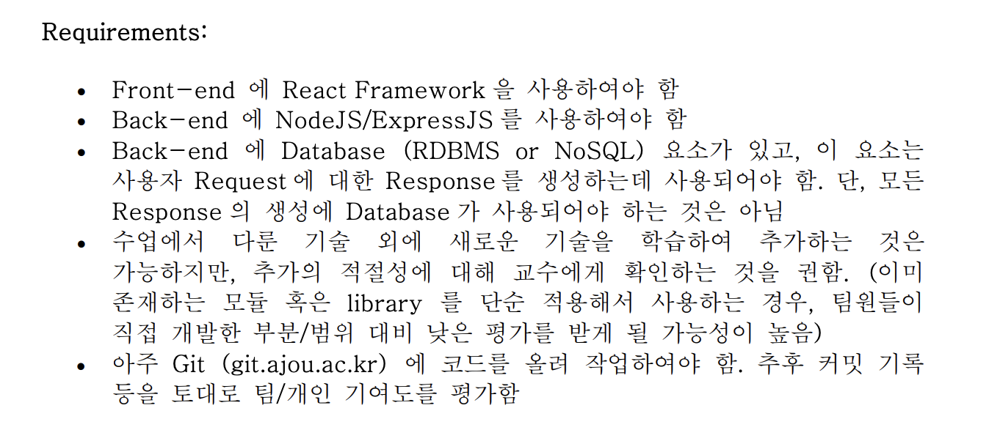 Requirements:
• Front-end 에 React Framework 을 사용하여야 함
• Back-end 에 NodeJS/ExpressJS 를 사용하여야 함
• Back-end 에 Database (RDBMS or NoSQL) 요소가 있고, 이 요소는
사용자 Request 에 대한 Response 를 생성하는데 사용되어야 함. 단, 모든
Response 의 생성에 Database 가 사용되어야 하는 것은 아님
• 수업에서 다룬 기술 외에 새로운 기술을 학습하여 추가하는 것은
가능하지만, 추가의 적절성에 대해 교수에게 확인하는 것을 권함. (이미
존재하는 모듈 혹은 library 를 단순 적용해서 사용하는 경우, 팀원들이
직접 개발한 부분/범위 대비 낮은 평가를 받게 될 가능성이 높음)
• 아주 Git (git.ajou.ac.kr) 에 코드를 올려 작업하여야 함. 추후 커밋 기록
등을 토대로 팀/개인 기여도를 평가함